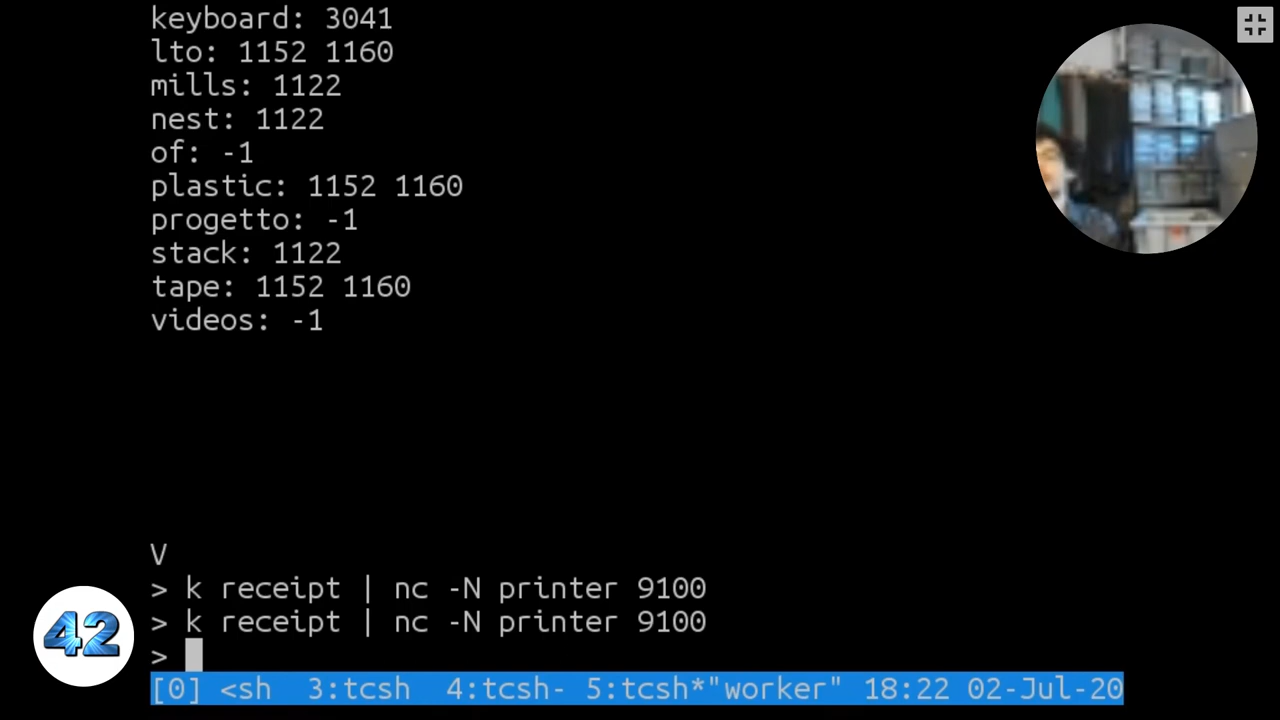 keyboard: 3041
lto: 1152 1160
mills: 1122
nest: 1122
of: -1
plastic: 1152 1160
progetto: -1
stack: 1122
tape: 1152 1160
videos: -1
V
> k receipt | nc -N printer 9100
> k receipt | nc -N printer 9100
>
42
[0] <sh  3:tcsh  4:tcsh- 5:tcsh*"worker" 18:22 02-Jul-20